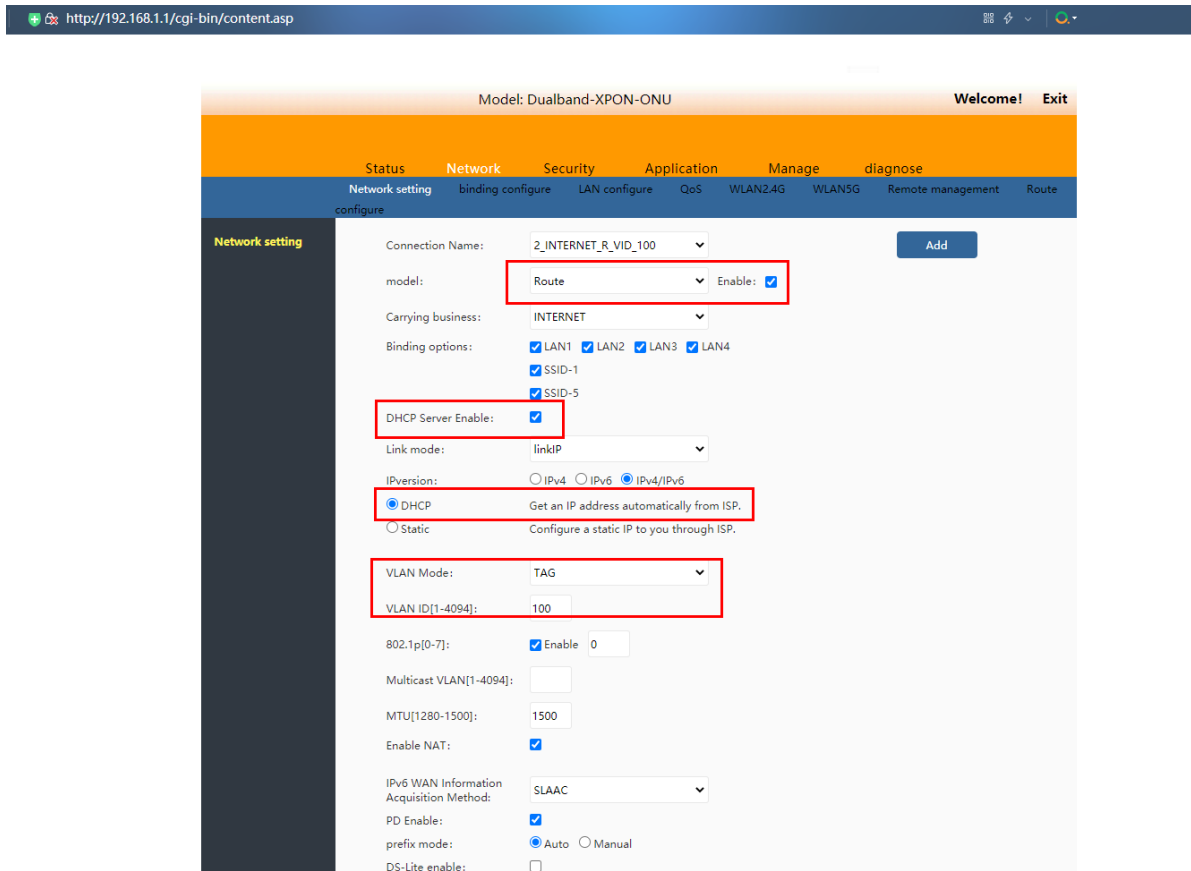 http://192.168.1.1/cgi-bin/content.asp
Model: Dualband-XPON-ONU Welcome! Exit
Status Network Security Application Manage diagnose
Network setting binding configure LAN configure QoS WLAN2.4G WLAN5G Remote management Route
configure
Network setting
Connection Name: 2_INTERNET_R_VID_100 Add
model: Route Enable:
Carrying business: INTERNET
Binding options: LAN1 LAN2 LAN3 LAN4
SSID-1
SSID-5
DHCP Server Enable:
Link mode: linkIP
IPversion: IPv4 IPv6 IPv4/IPv6
DHCP Get an IP address automatically from ISP.
Static Configure a static IP to you through ISP.
VLAN Mode: TAG
VLAN ID[1-4094]: 100
802.1p[0-7]: Enable 0
Multicast VLAN[1-4094]:
MTU[1280-1500]: 1500
Enable NAT:
IPv6 WAN Information
Acquisition Method: SLAAC
PD Enable:
prefix mode: Auto Manual
DS-Lite enable: